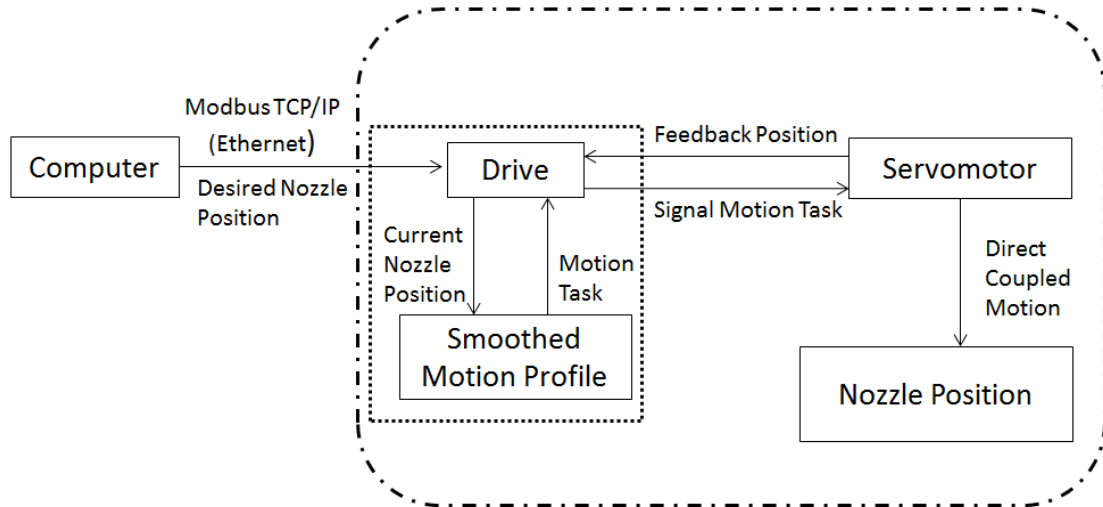 Modbus TCP/IP
(Ethernet)
Computer
Desired Nozzle
Position
Drive
Feedback Position
Signal Motion Task
Servomotor
Current
Nozzle
Position
Motion
Task
Smoothed
Motion Profile
Direct
Coupled
Motion
Nozzle Position